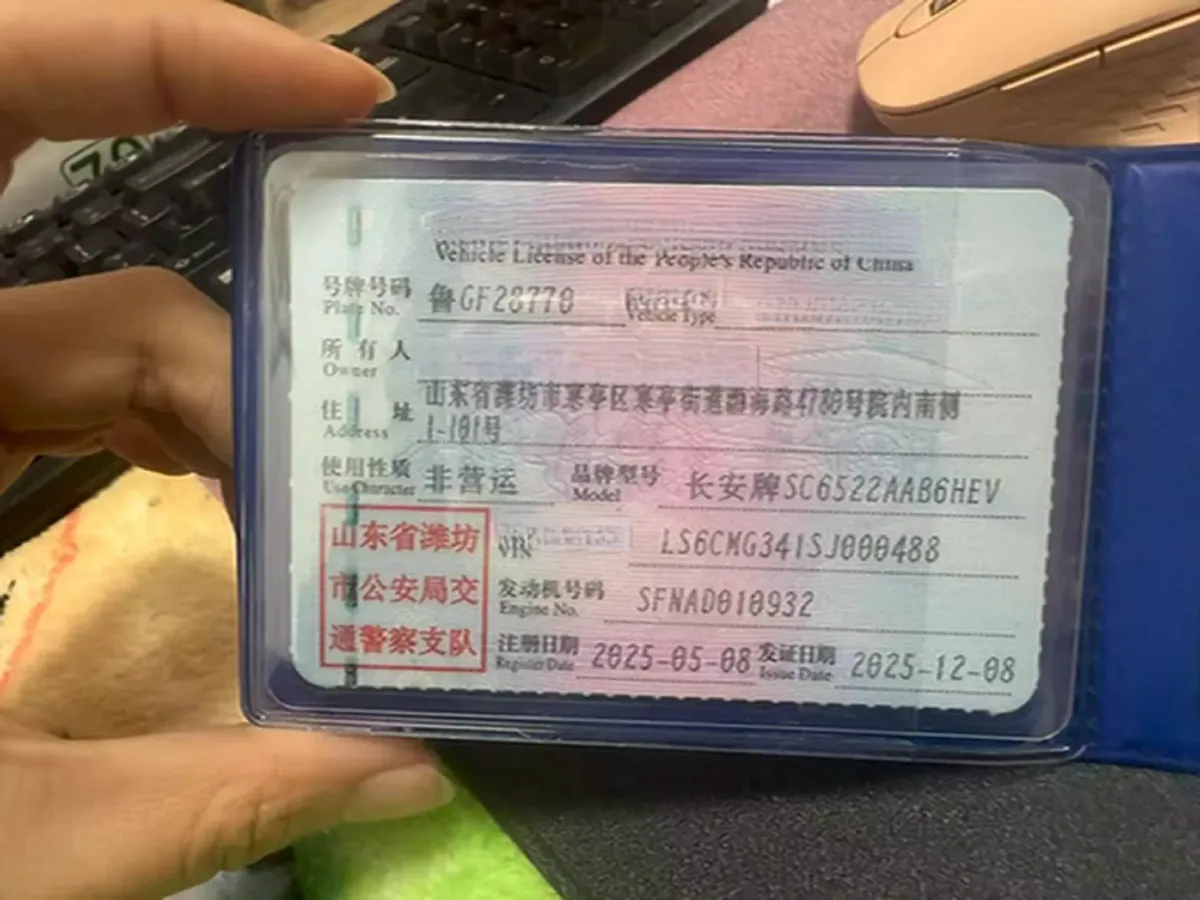 Vehicle License of the People's Republic of China
号牌号码 鲁GF28770
Plate No. Vehicle Type
所有人
Owner
住址 山东省潍坊市寒亭区寒亭街道渤海路4780号院内南侧
Address 1-101号
使用性质 非营运 品牌型号 长安牌SC6522AAB6HEV
Use Character Model
山东省潍坊 VIN LS6CMG341SJ000488
市公安局交 发动机号码 SFNAD010932
Engine No.
通警察支队 注册日期 2025-05-08 发证日期 2025-12-08
Register Date Issue Date